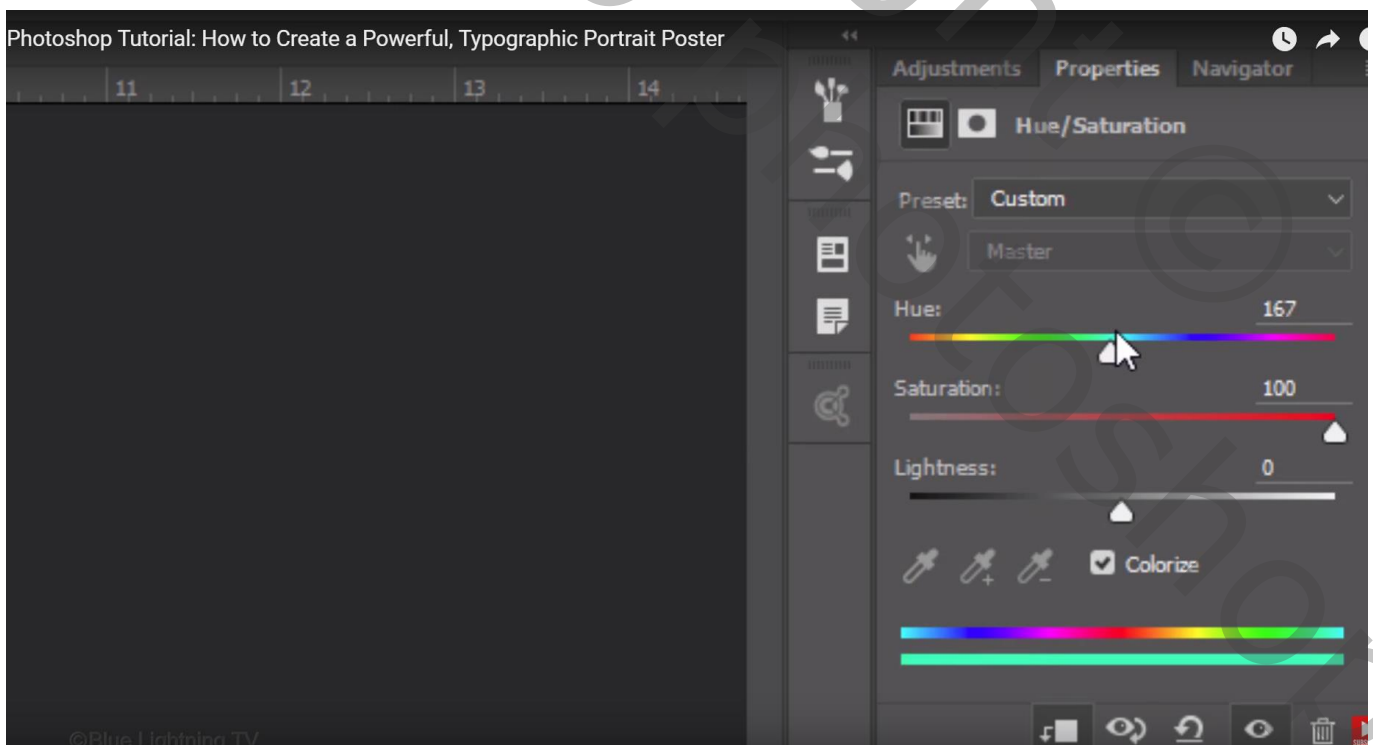 Photoshop Tutorial: How to Create a Powerful, Typographic Portrait Poster
11 12 13 14
Adjustments Properties Navigator
Hue/Saturation
Preset: Custom
Master
Hue: 167
Saturation: 100
Lightness: 0
Colorize
©Blue Lightning TV